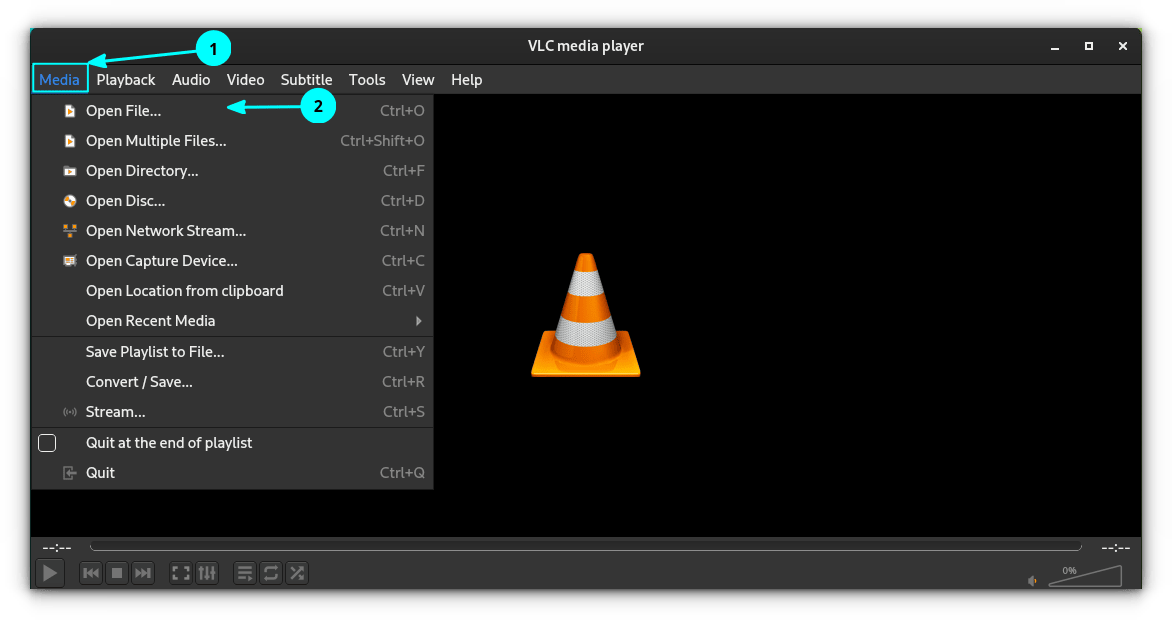 VLC media player
1
Media Playback Audio Video Subtitle Tools View Help
2
Open File... Ctrl+O
Open Multiple Files... Ctrl+Shift+O
Open Directory... Ctrl+F
Open Disc... Ctrl+D
Open Network Stream... Ctrl+N
Open Capture Device... Ctrl+C
Open Location from clipboard Ctrl+V
Open Recent Media
Save Playlist to File... Ctrl+Y
Convert / Save... Ctrl+R
Stream... Ctrl+S
Quit at the end of playlist
Quit Ctrl+Q
--:-- --:--
0%